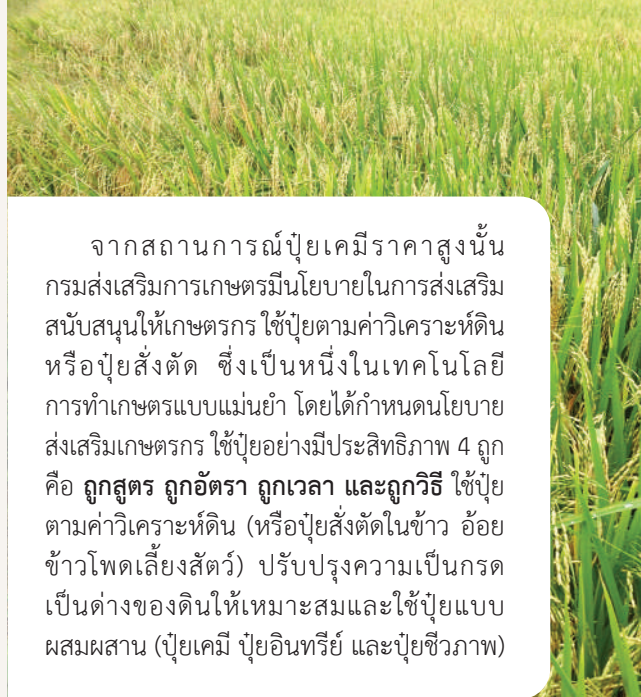 จากสถานการณ์ปุ๋ยเคมีราคาสูงนั้น
กรมส่งเสริมการเกษตรมีนโยบายในการส่งเสริม
สนับสนุนให้เกษตรกร ใช้ปุ๋ยตามค่าวิเคราะห์ดิน
หรือปุ๋ยสั่งตัด ซึ่งเป็นหนึ่งในเทคโนโลยี
การทำเกษตรแบบแม่นยำ โดยได้กำหนดนโยบาย
ส่งเสริมเกษตรกร ใช้ปุ๋ยอย่างมีประสิทธิภาพ 4 ถูก
คือ ถูกสูตร ถูกอัตรา ถูกเวลา และถูกวิธี ใช้ปุ๋ย
ตามค่าวิเคราะห์ดิน (หรือปุ๋ยสั่งตัดในข้าว อ้อย
ข้าวโพดเลี้ยงสัตว์) ปรับปรุงความเป็นกรด
เป็นด่างของดินให้เหมาะสมและใช้ปุ๋ยแบบ
ผสมผสาน (ปุ๋ยเคมี ปุ๋ยอินทรีย์ และปุ๋ยชีวภาพ)